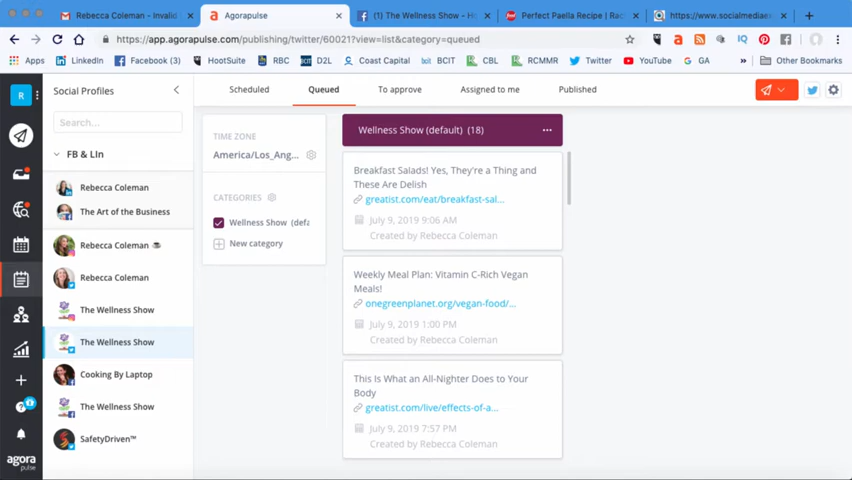 Rebecca Coleman - Invalid
Agorapulse
(1) The Wellness Show - H
Perfect Paella Recipe | Rac
https://www.socialmediaex
https://app.agorapulse.com/publishing/twitter/60021?view=list&category=queued
Apps
LinkedIn
Facebook (3)
HootSuite
RBC
D2L
Coast Capital
BCIT
CBL
RCMMR
Twitter
YouTube
GA
Other Bookmarks
R
Social Profiles
Search...
FB & LIn
Rebecca Coleman
The Art of the Business
Rebecca Coleman ☕
Rebecca Coleman
The Wellness Show
The Wellness Show
Cooking By Laptop
The Wellness Show
SafetyDriven™
agora
pulse
Scheduled
Queued
To approve
Assigned to me
Published
TIME ZONE
America/Los_Ang...
CATEGORIES
Wellness Show (defa
New category
Wellness Show (default) (18)
Breakfast Salads! Yes, They're a Thing and
These Are Delish
greatist.com/eat/breakfast-sal...
July 9, 2019 9:06 AM
Created by Rebecca Coleman
Weekly Meal Plan: Vitamin C-Rich Vegan
Meals!
onegreenplanet.org/vegan-food/...
July 9, 2019 1:00 PM
Created by Rebecca Coleman
This Is What an All-Nighter Does to Your
Body
greatist.com/live/effects-of-a...
July 9, 2019 7:57 PM
Created by Rebecca Coleman